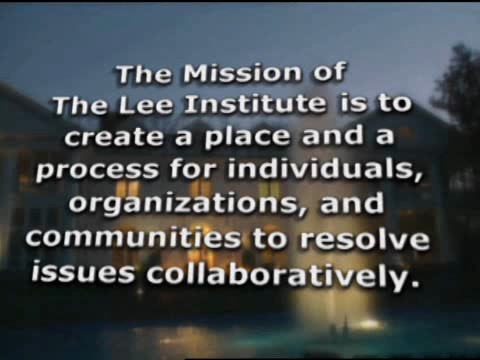 The Mission of
The Lee Institute is to
create a place and a
process for individuals,
organizations, and
communities to resolve
issues collaboratively.